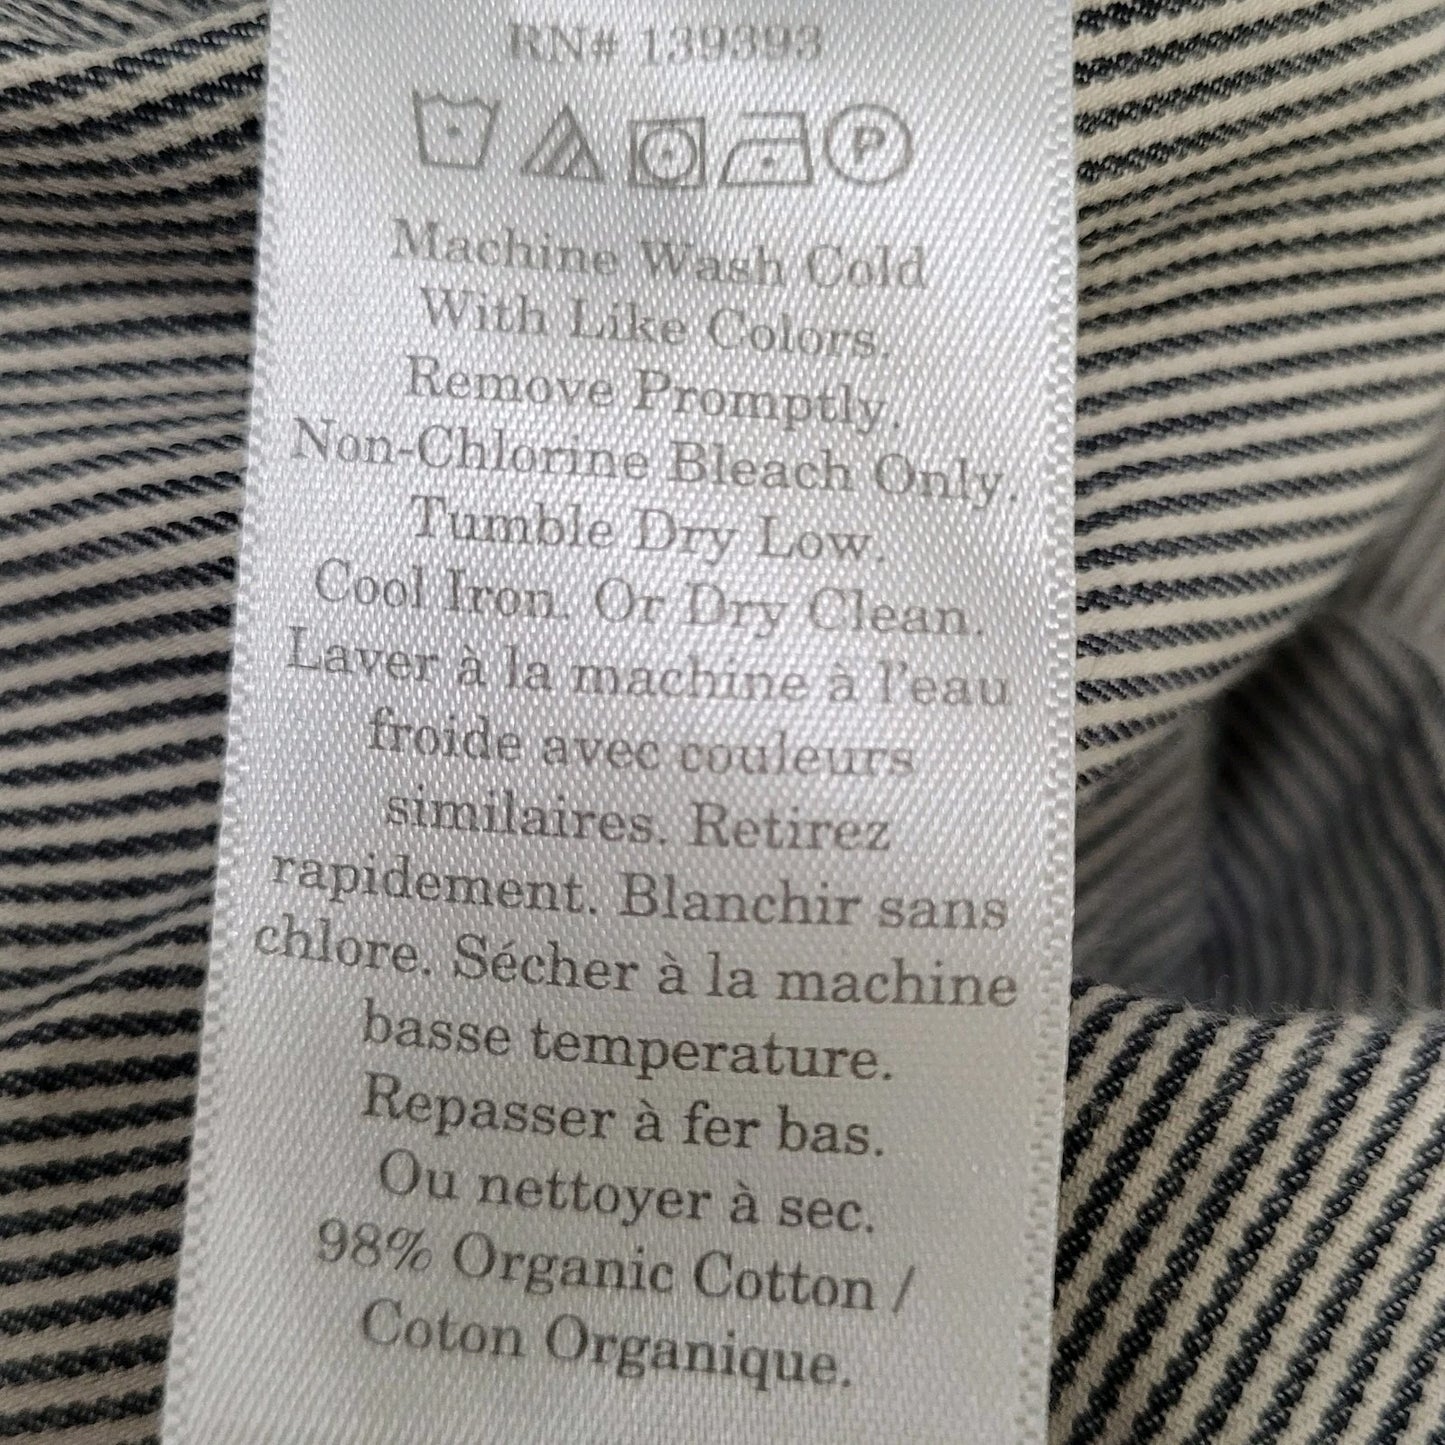 RN# 139393
P
Machine Wash Cold
With Like Colors.
Remove Promptly.
Non-Chlorine Bleach Only.
Tumble Dry Low.
Cool Iron. Or Dry Clean.
Laver à la machine à l'eau
froide avec couleurs
similaires. Retirez
rapidement. Blanchir sans
chlore. Sécher à la machine
basse temperature.
Repasser à fer bas.
Ou nettoyer à sec.
98% Organic Cotton /
Coton Organique.